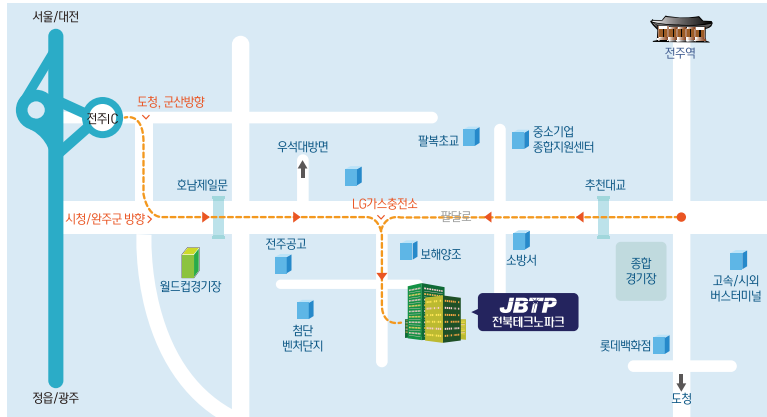 서울/대전
전주역
전주IC
도청, 군산방향
팔복초교
중소기업
종합지원센터
우석대방면
호남제일문
추천대교
LG가스충전소
시청/완주군 방향
팔달로
전주공고
보해양조
소방서
월드컵경기장
종합
경기장
고속/시외
버스터미널
JBTP
전북테크노파크
첨단
벤처단지
롯데백화점
정읍/광주
도청